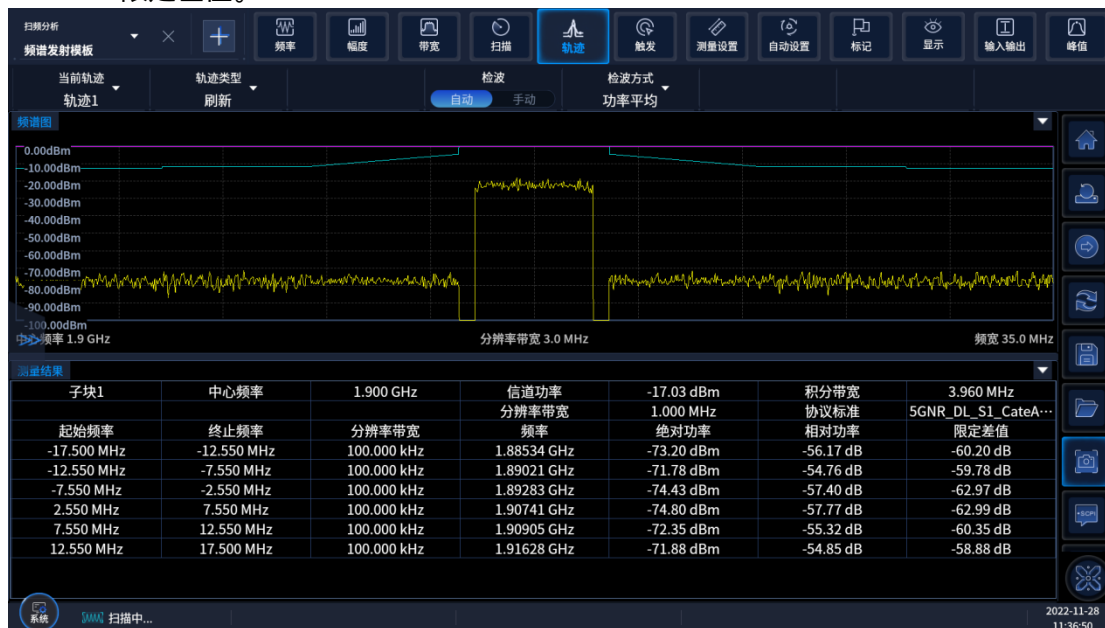 限定差值。
扫频分析
频谱发射模板
频率
幅度
带宽
扫描
轨迹
触发
测量设置
自动设置
标记
显示
输入输出
峰值
当前轨迹
轨迹1
轨迹类型
刷新
检波
自动 手动
检波方式
功率平均
频谱图
0.00dBm
-10.00dBm
-20.00dBm
-30.00dBm
-40.00dBm
-50.00dBm
-60.00dBm
-70.00dBm
-80.00dBm
-90.00dBm
-100.00dBm
中心频率 1.9 GHz 分辨率带宽 3.0 MHz 频宽 35.0 MHz
测量结果
子块1 中心频率 1.900 GHz 信道功率 -17.03 dBm 积分带宽 3.960 MHz
分辨率带宽 1.000 MHz 协议标准 5GNR_DL_S1_CateA…
起始频率 终止频率 分辨率带宽 频率 绝对功率 相对功率 限定差值
-17.500 MHz -12.550 MHz 100.000 kHz 1.88534 GHz -73.20 dBm -56.17 dB -60.20 dB
-12.550 MHz -7.550 MHz 100.000 kHz 1.89021 GHz -71.78 dBm -54.76 dB -59.78 dB
-7.550 MHz -2.550 MHz 100.000 kHz 1.89283 GHz -74.43 dBm -57.40 dB -62.97 dB
2.550 MHz 7.550 MHz 100.000 kHz 1.90741 GHz -74.80 dBm -57.77 dB -62.99 dB
7.550 MHz 12.550 MHz 100.000 kHz 1.90905 GHz -72.35 dBm -55.32 dB -60.35 dB
12.550 MHz 17.500 MHz 100.000 kHz 1.91628 GHz -71.88 dBm -54.85 dB -58.88 dB
•SCPI
系统
扫描中...
2022-11-28
11:36:50